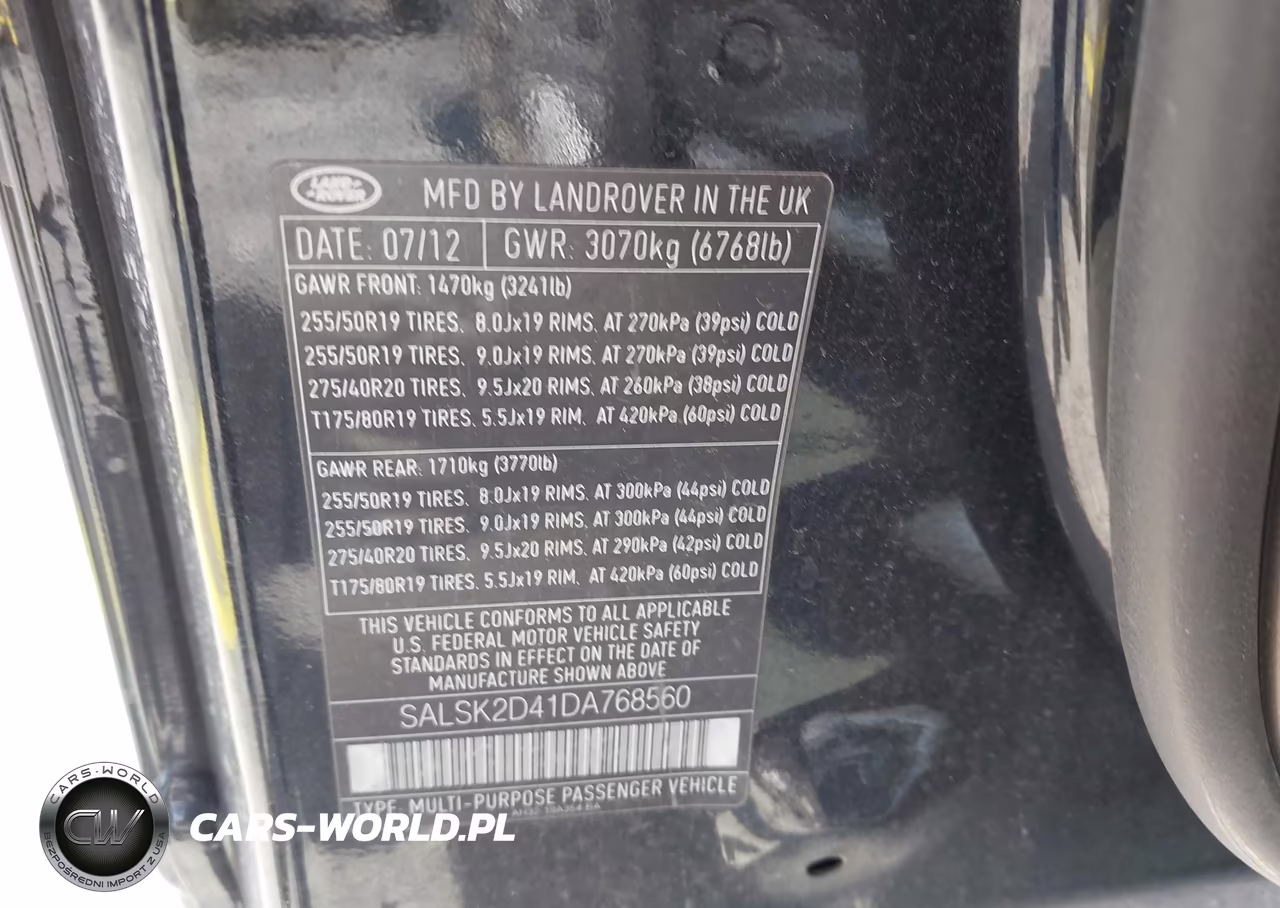 LAND ROVER
MFD BY LANDROVER IN THE UK
DATE: 07/12 GWR: 3070kg (6768lb)
GAWR FRONT: 1470kg (3241lb)
255/50R19 TIRES, 8.0Jx19 RIMS, AT 270kPa (39psi) COLD
255/50R19 TIRES, 9.0Jx19 RIMS, AT 270kPa (39psi) COLD
275/40R20 TIRES, 9.5Jx20 RIMS, AT 260kPa (38psi) COLD
T175/80R19 TIRES, 5.5Jx19 RIM, AT 420kPa (60psi) COLD
GAWR REAR: 1710kg (3770lb)
255/50R19 TIRES, 8.0Jx19 RIMS, AT 300kPa (44psi) COLD
255/50R19 TIRES, 9.0Jx19 RIMS, AT 300kPa (44psi) COLD
275/40R20 TIRES, 9.5Jx20 RIMS, AT 290kPa (42psi) COLD
T175/80R19 TIRES, 5.5Jx19 RIM, AT 420kPa (60psi) COLD
THIS VEHICLE CONFORMS TO ALL APPLICABLE
U.S. FEDERAL MOTOR VEHICLE SAFETY
STANDARDS IN EFFECT ON THE DATE OF
MANUFACTURE SHOWN ABOVE
SALSK2D41DA768560
TYPE, MULTI-PURPOSE PASSENGER VEHICLE
CARS-WORLD
CW
BEZPOŚREDNI IMPORT Z USA
CARS-WORLD.PL